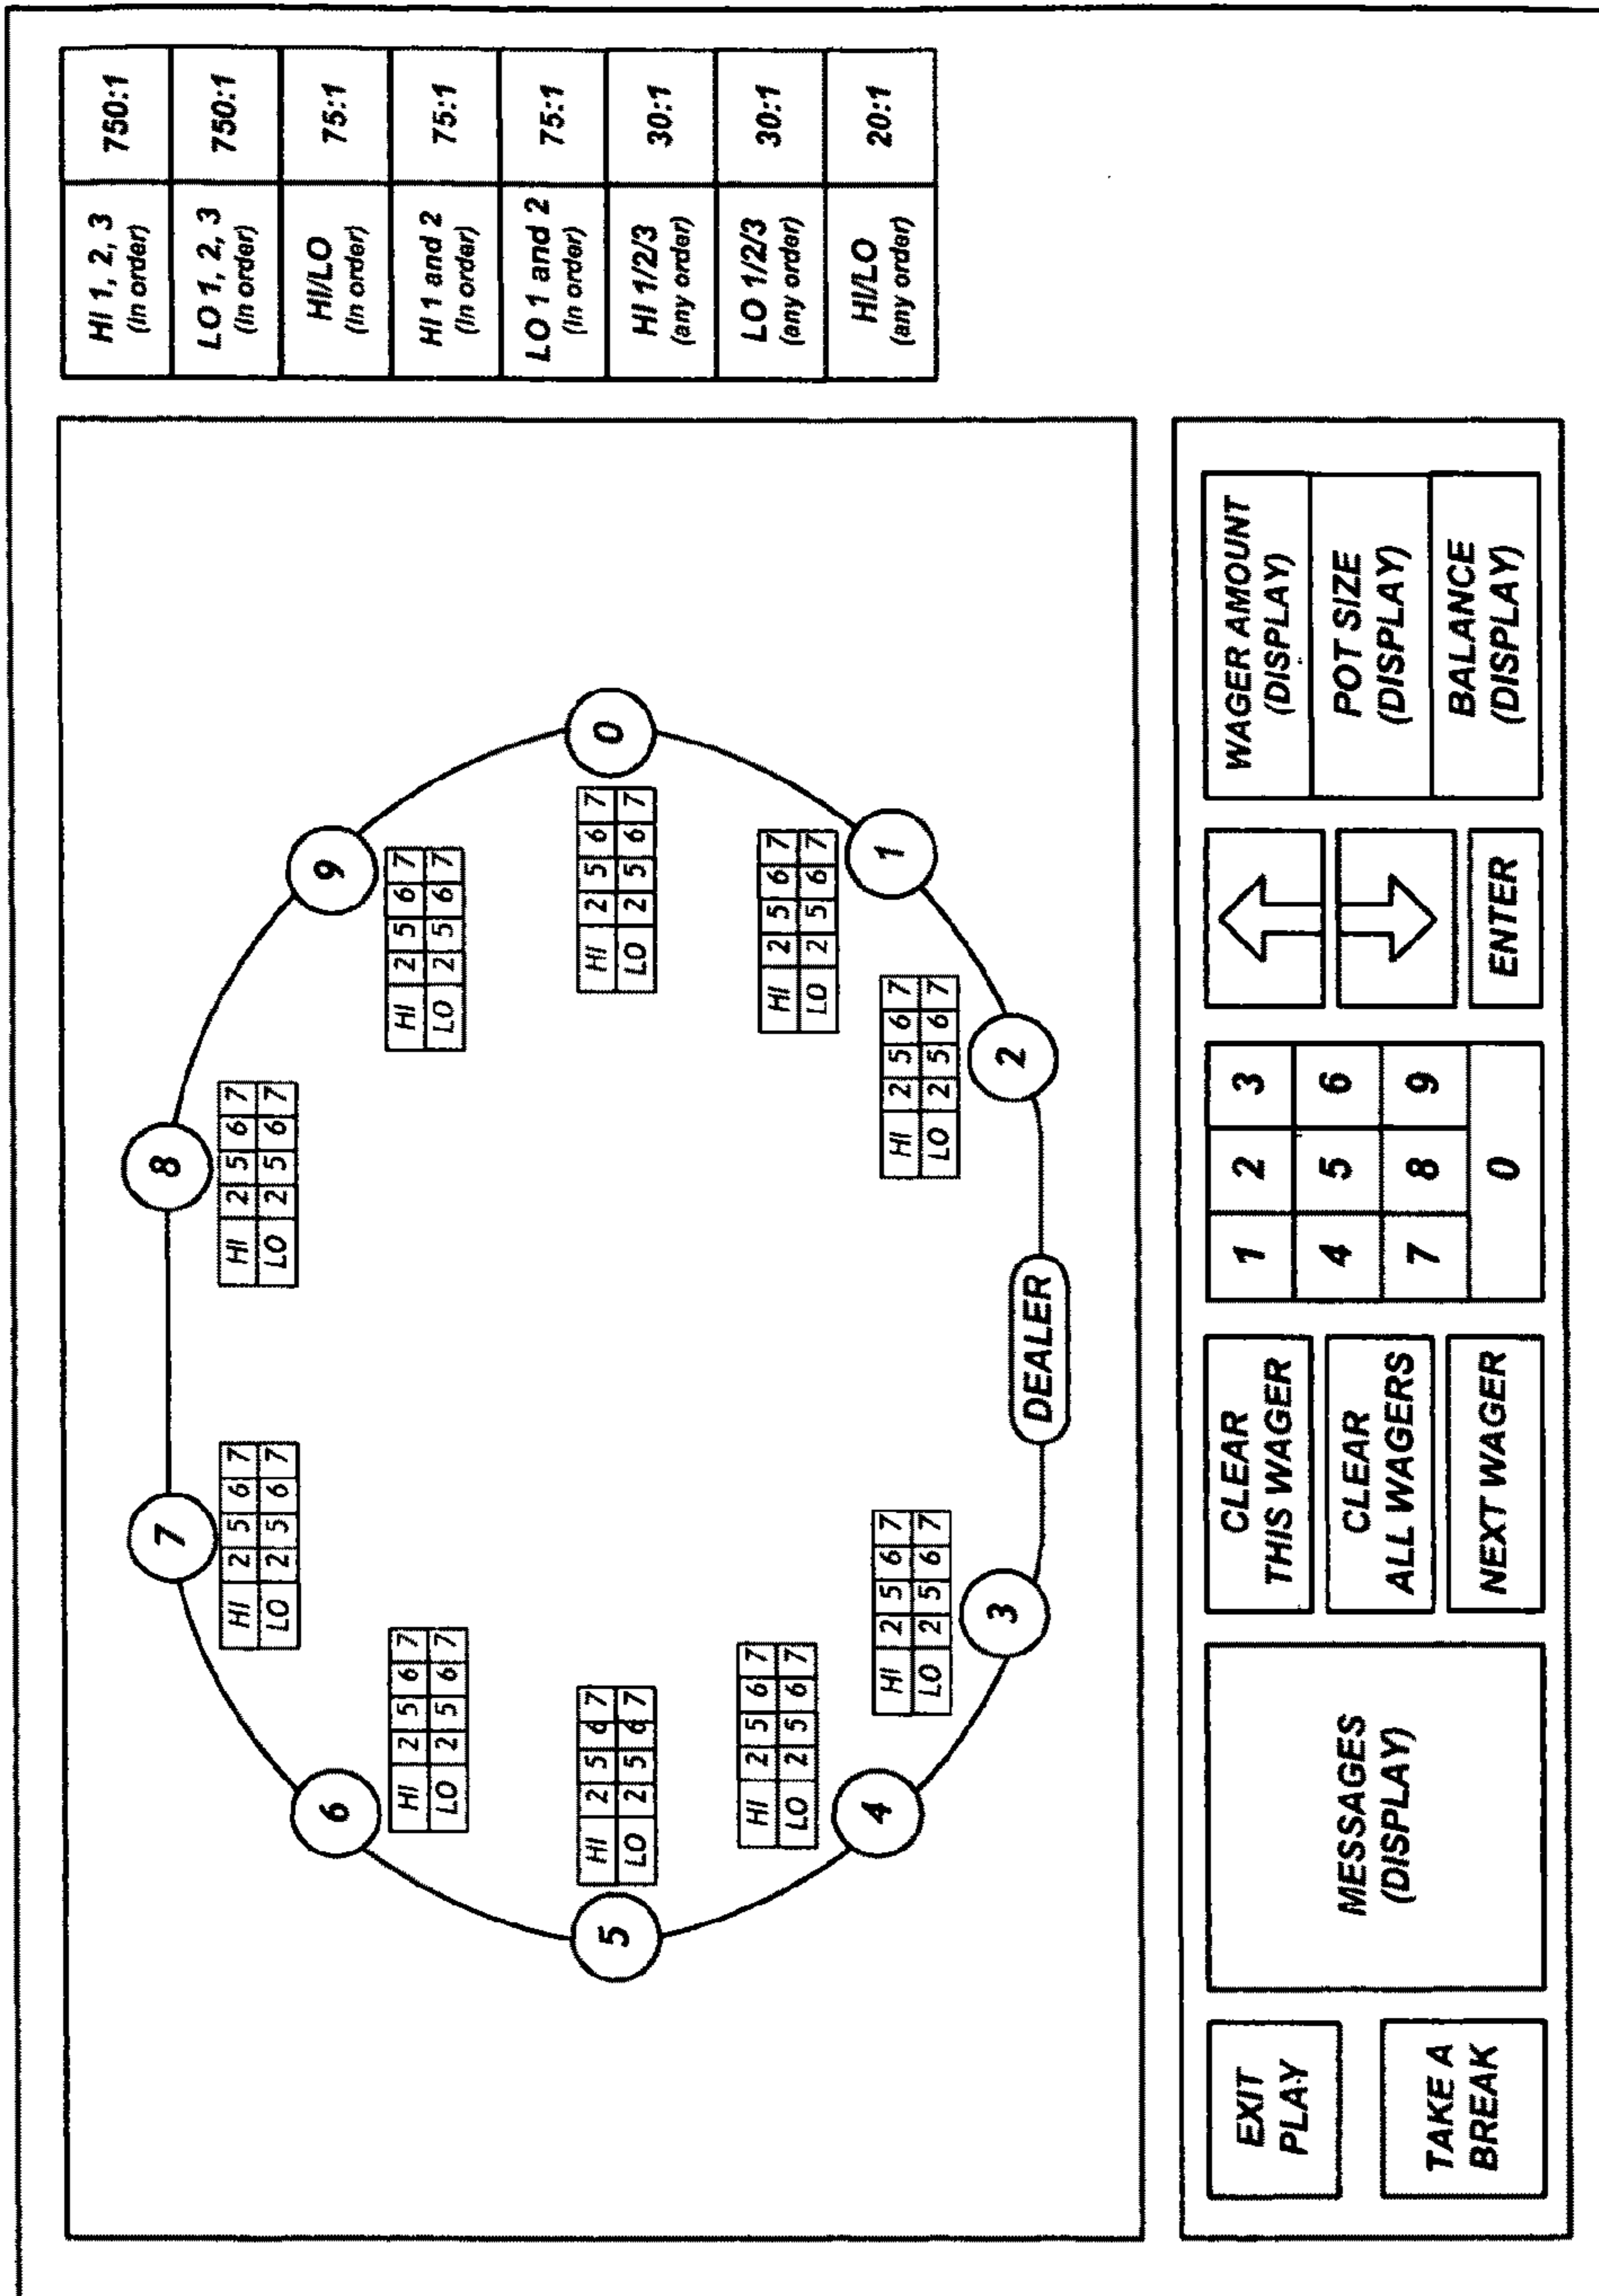 7
HI 2 5 6 7
LO 2 5 6 7
8
HI 2 5 6 7
LO 2 5 6 7
6
HI 2 5 6 7
LO 2 5 6 7
9
HI 2 5 6 7
LO 2 5 6 7
5
HI 2 5 6 7
LO 2 5 6 7
0
HI 2 5 6 7
LO 2 5 6 7
4
HI 2 5 6 7
LO 2 5 6 7
1
HI 2 5 6 7
LO 2 5 6 7
3
HI 2 5 6 7
LO 2 5 6 7
2
HI 2 5 6 7
LO 2 5 6 7
DEALER
HI 1, 2, 3 750:1
(In order)
LO 1, 2, 3 750:1
(In order)
HI/LO 75:1
(In order)
HI 1 and 2 75:1
(In order)
LO 1 and 2 75:1
(In order)
HI 1/2/3 30:1
(any order)
LO 1/2/3 30:1
(any order)
HI/LO 20:1
(any order)
EXIT
PLAY
TAKE A
BREAK
MESSAGES
(DISPLAY)
CLEAR
THIS WAGER
CLEAR
ALL WAGERS
NEXT WAGER
1 2 3
4 5 6
7 8 9
0
ENTER
WAGER AMOUNT
(DISPLAY)
POT SIZE
(DISPLAY)
BALANCE
(DISPLAY)